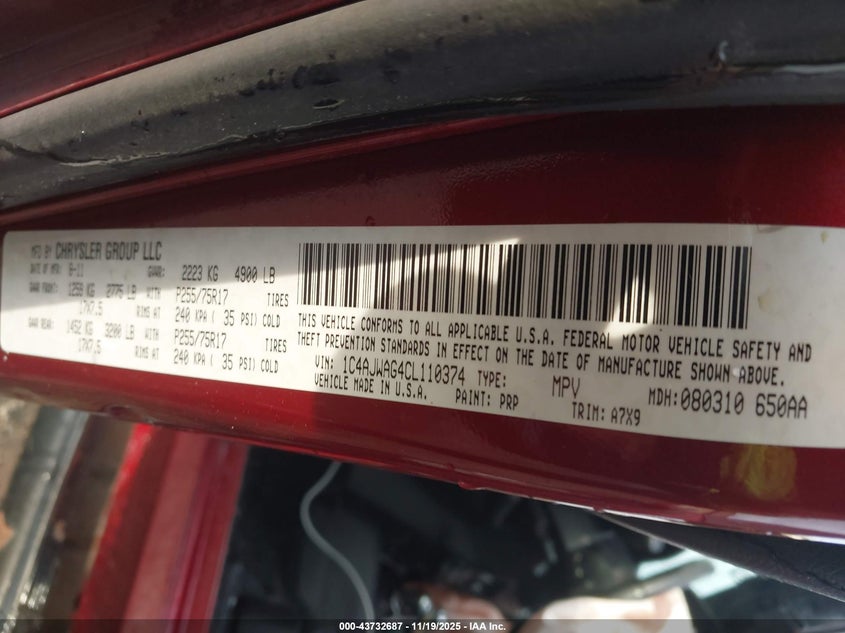 MFD BY CHRYSLER GROUP LLC
DATE OF MFR: 8-11 GVWR: 2223 KG 4900 LB
GAWR FRONT: 1259 KG 2775 LB WITH P255/75R17 TIRES
17X7.5 RIMS AT 240 KPA ( 35 PSI) COLD
GAWR REAR: 1452 KG 3200 LB WITH P255/75R17 TIRES
17X7.5 RIMS AT 240 KPA ( 35 PSI) COLD
THIS VEHICLE CONFORMS TO ALL APPLICABLE U.S.A. FEDERAL MOTOR VEHICLE SAFETY AND
THEFT PREVENTION STANDARDS IN EFFECT ON THE DATE OF MANUFACTURE SHOWN ABOVE.
VIN: 1C4AJWAG4CL110374 TYPE: MPV MDH:080310 650AA
VEHICLE MADE IN U.S.A. PAINT: PRP TRIM: A7X9
000-43732687 - 11/19/2025 - IAA Inc.